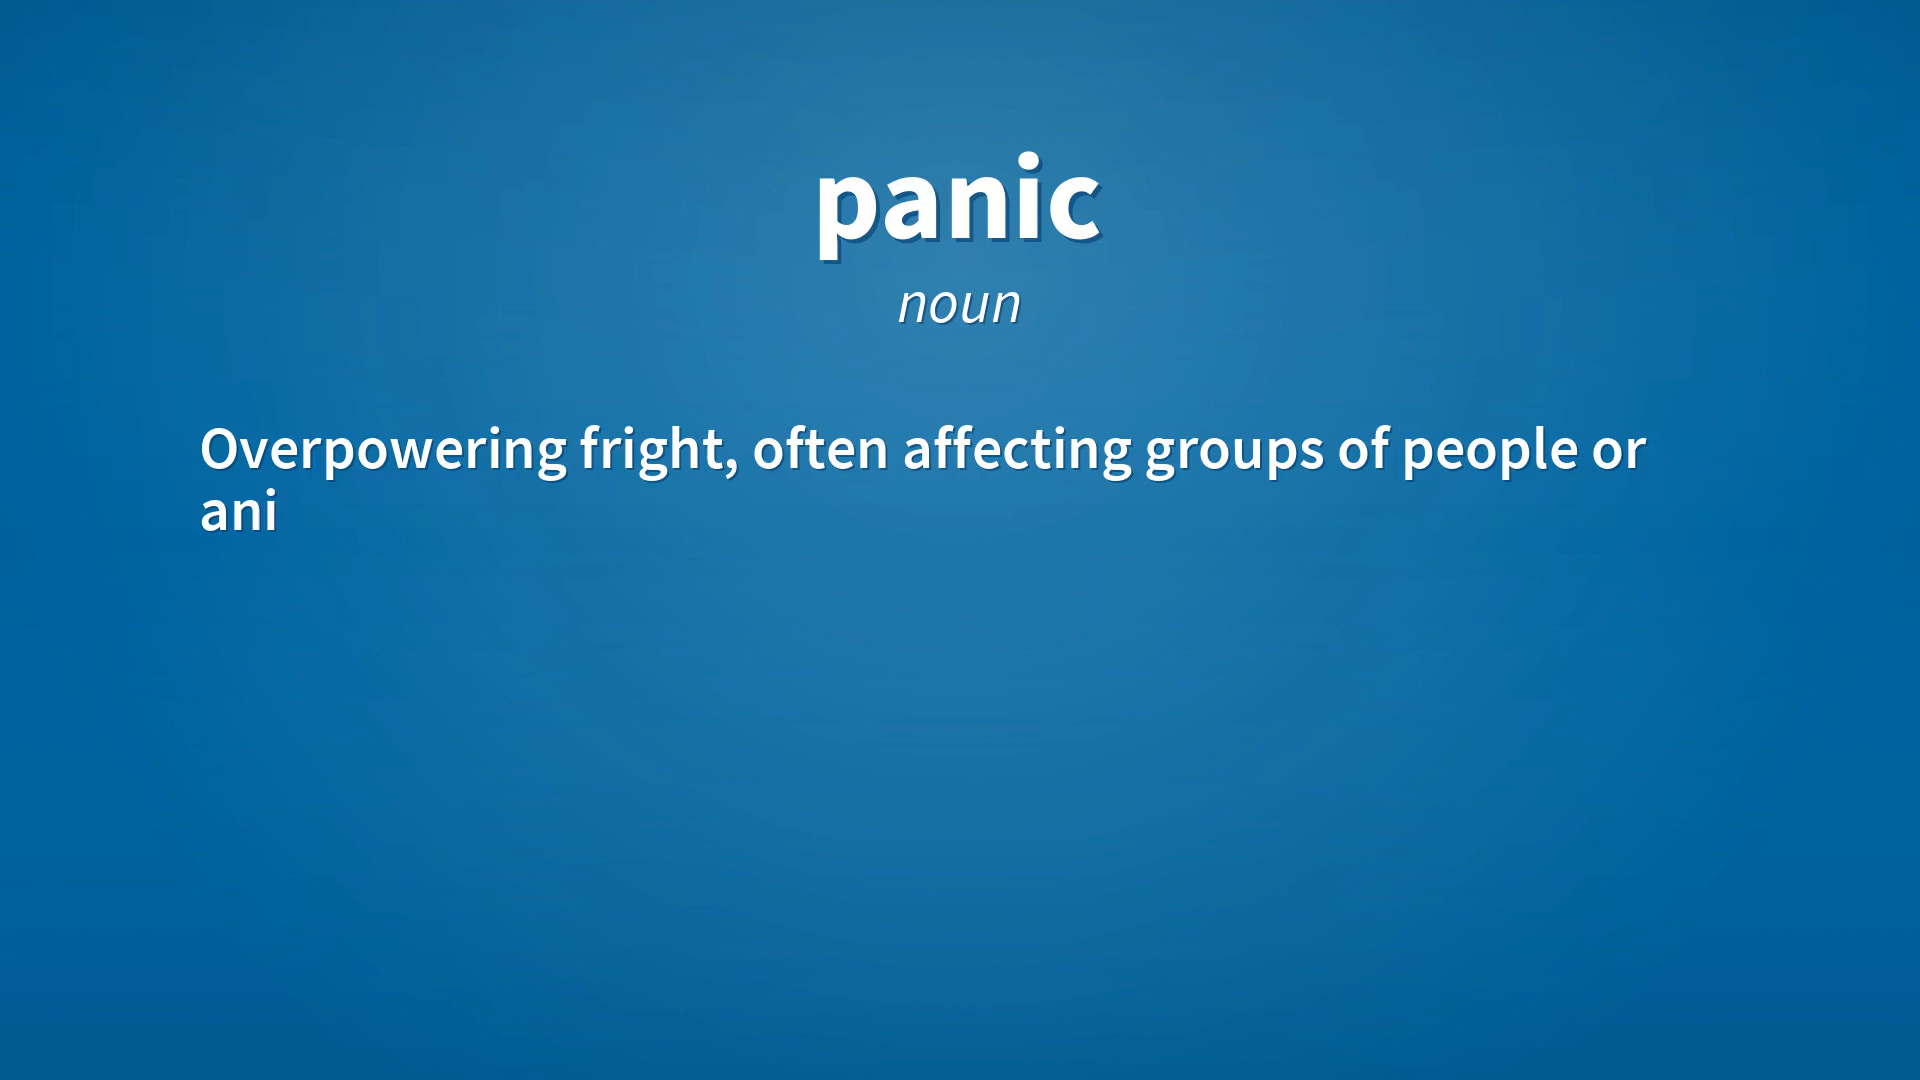 panic
noun
Overpowering fright, often affecting groups of people or
ani